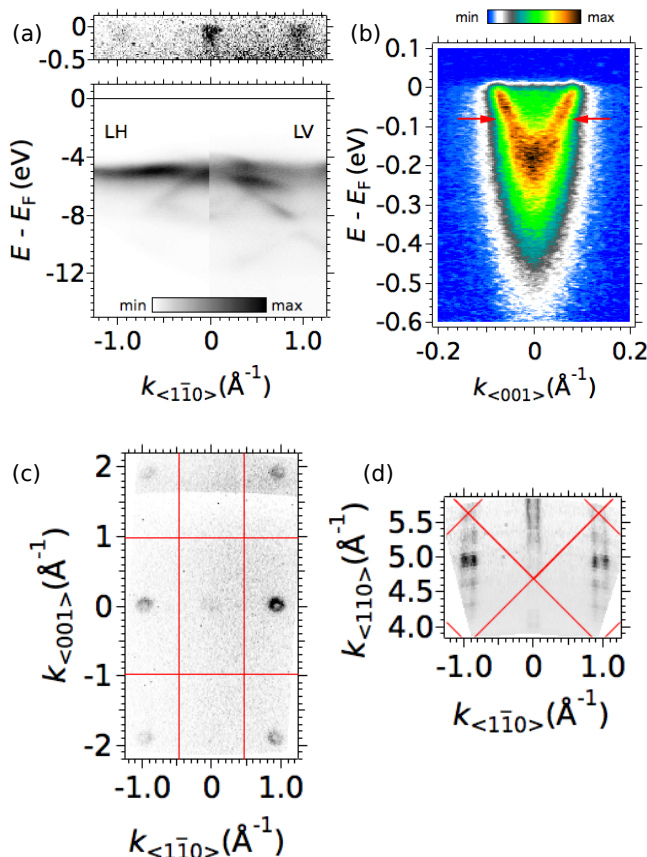 (a)
0
-0.5
LH LV
0
-4
-8
-12
E - E_F (eV)
min max
-1.0 0 1.0
k<11̅0>(Å⁻¹)
min max
(b)
0.1
0
-0.1
-0.2
-0.3
-0.4
-0.5
-0.6
E - E_F (eV)
-0.2 0 0.2
k<001>(Å⁻¹)
(c)
2
1
0
-1
-2
k<001>(Å⁻¹)
-1.0 0 1.0
k<11̅0>(Å⁻¹)
(d)
5.5
5.0
4.5
4.0
k<110>(Å⁻¹)
-1.0 0 1.0
k<11̅0>(Å⁻¹)